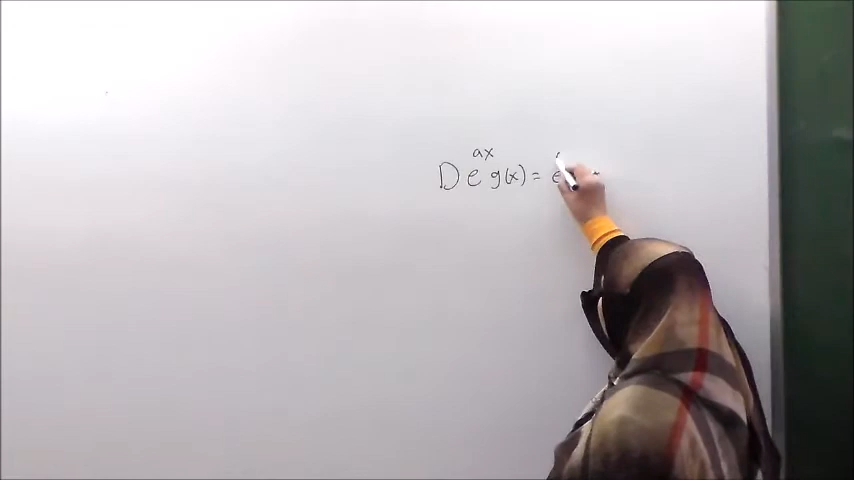 D e^{ax} g(x) = e